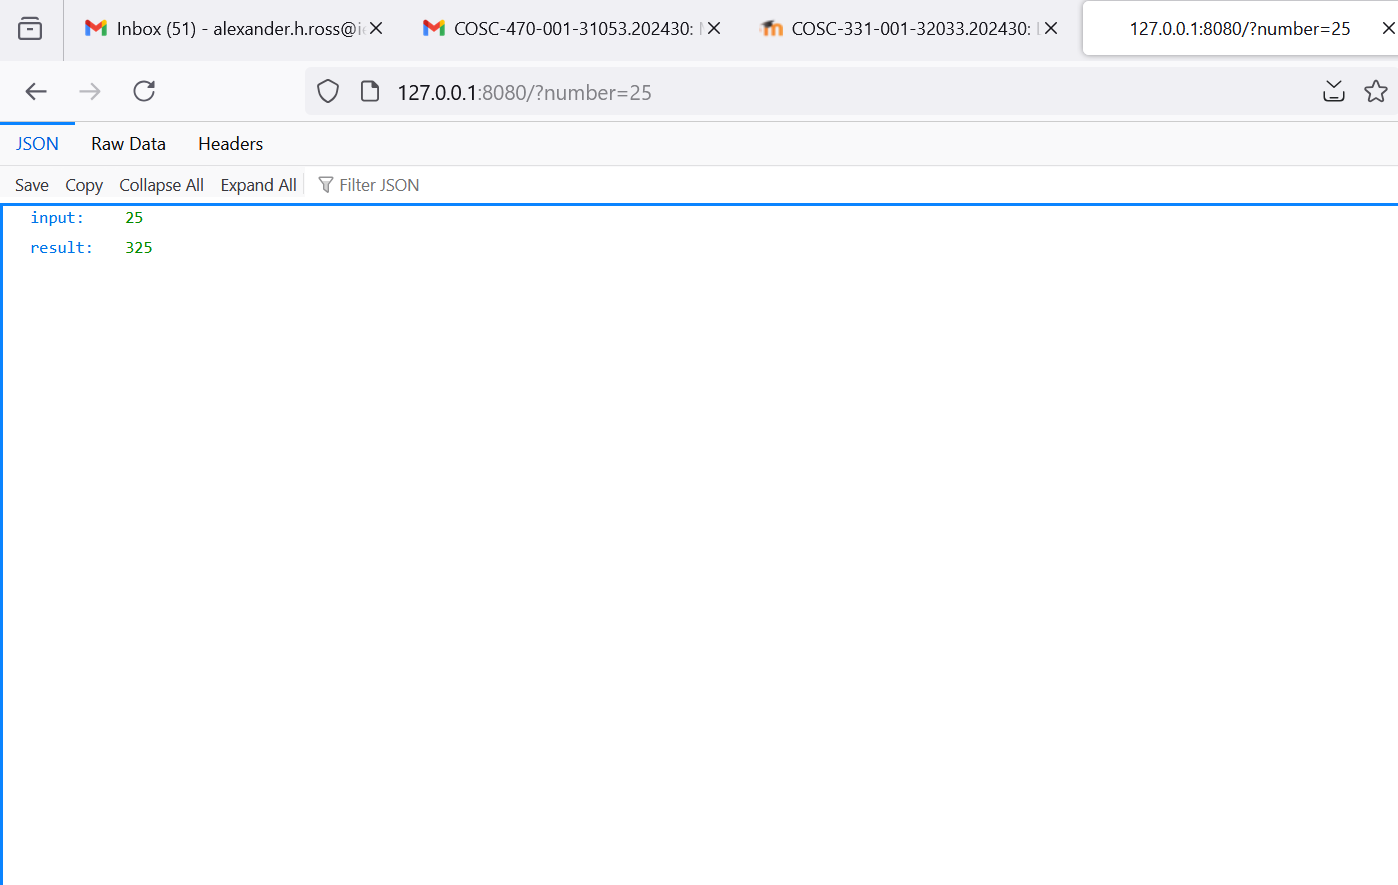 Inbox (51) - alexander.h.ross@i
COSC-470-001-31053.202430:
COSC-331-001-32033.202430:
127.0.0.1:8080/?number=25
127.0.0.1:8080/?number=25
JSON Raw Data Headers
Save Copy Collapse All Expand All Filter JSON
input: 25
result: 325